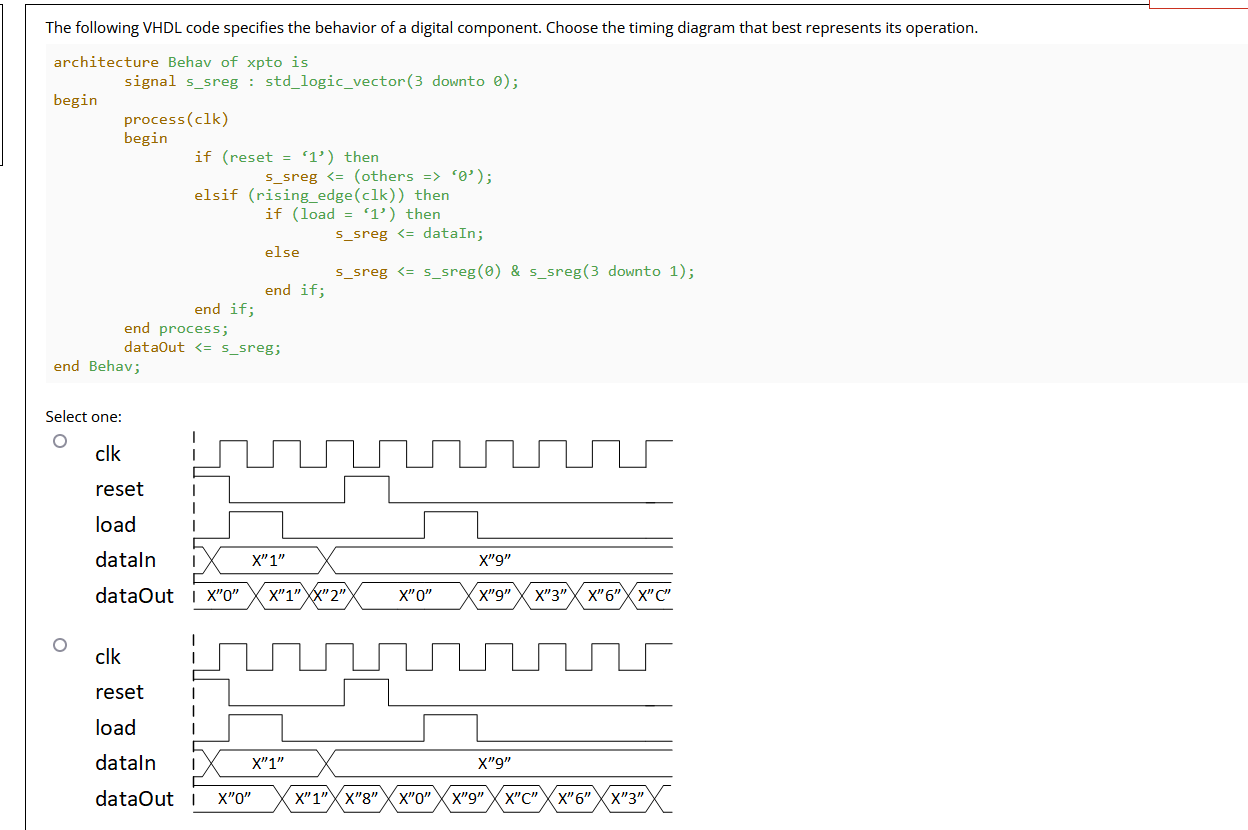 The following VHDL code specifies the behavior of a digital component. Choose the timing diagram that best represents its operation.
architecture Behav of xpto is
signal s_sreg : std_logic_vector(3 downto 0);
begin
process(clk)
begin
if (reset = ‘1’) then
s_sreg <= (others => ‘0’);
elsif (rising_edge(clk)) then
if (load = ‘1’) then
s_sreg <= dataIn;
else
s_sreg <= s_sreg(0) & s_sreg(3 downto 1);
end if;
end if;
end process;
dataOut <= s_sreg;
end Behav;
Select one:
clk
reset
load
dataIn X”1” X”9”
dataOut X”0” X”1” X”2” X”0” X”9” X”3” X”6” X”C”
clk
reset
load
dataIn X”1” X”9”
dataOut X”0” X”1” X”8” X”0” X”9” X”C” X”6” X”3”